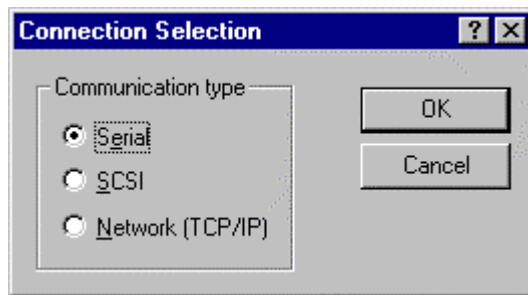 Connection Selection
Communication type
Serial
SCSI
Network (TCP/IP)
OK
Cancel